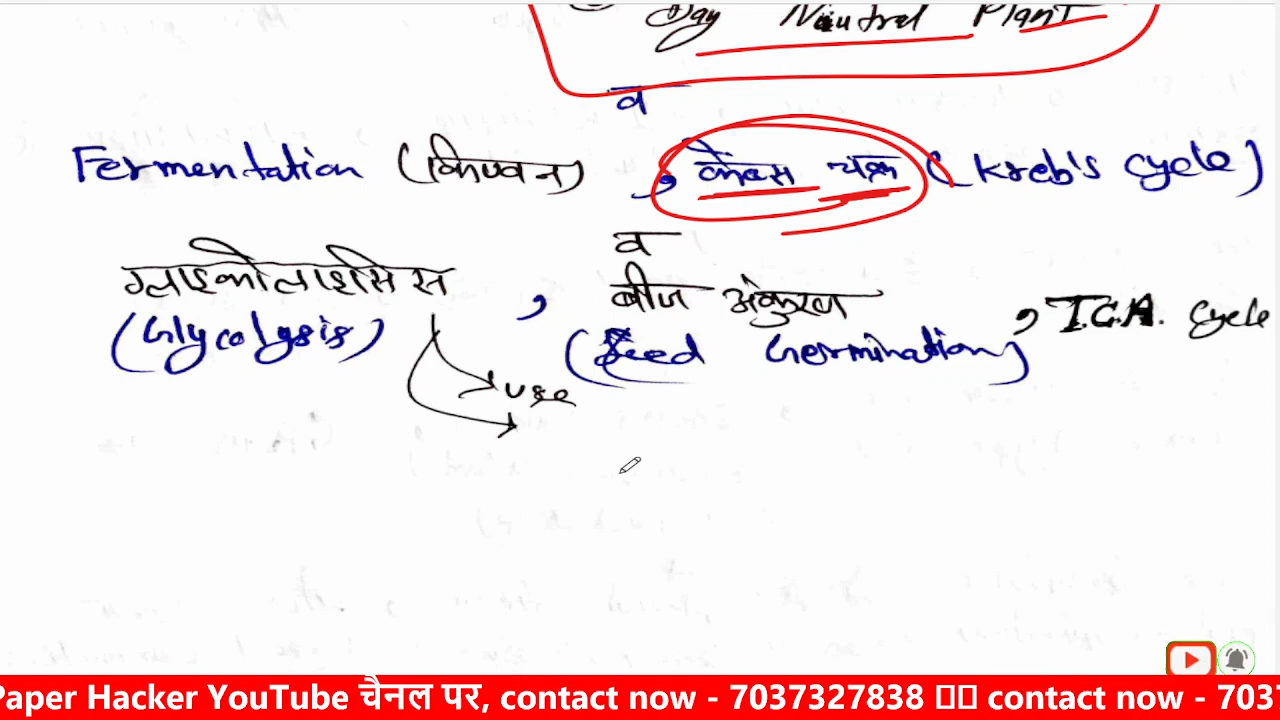 Day Neutral Plant
व
Fermentation (किण्वन) , क्रेब्स चक्र (Kreb's cycle)
व
ग्लाइकोलाइसिस , बीज अंकुरण , T.C.A. cycle
(Glycolysis) (Seed Germination)
use
Paper Hacker YouTube चैनल पर, contact now - 7037327838 contact now - 703